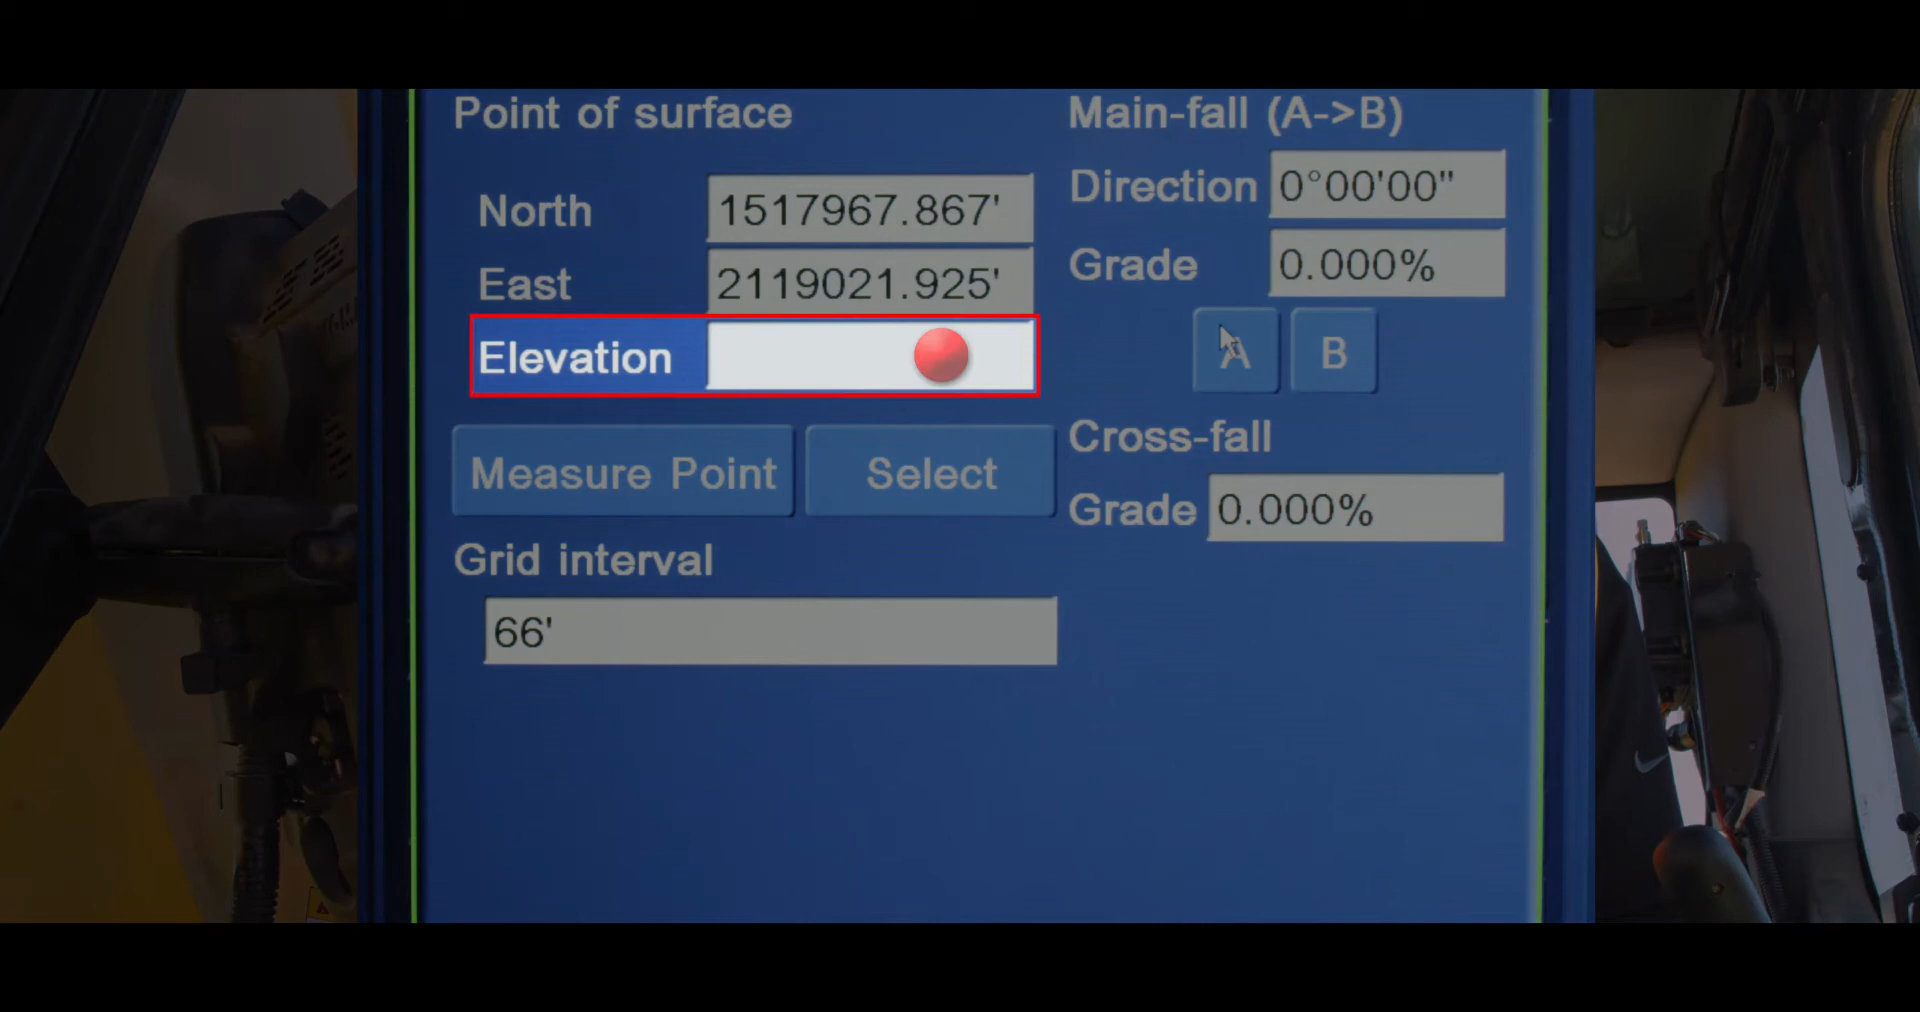 Point of surface
North 1517967.867'
East 2119021.925'
Elevation
Measure Point Select
Grid interval
66'
Main-fall (A->B)
Direction 0°00'00"
Grade 0.000%
A B
Cross-fall
Grade 0.000%